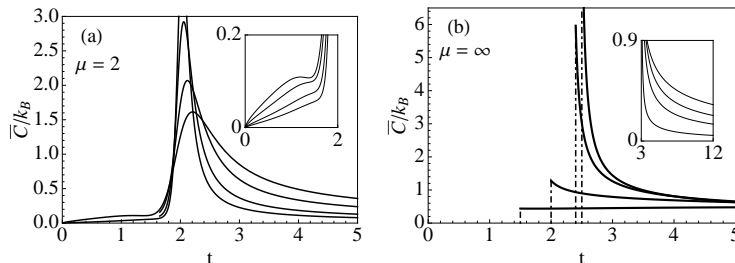 (a)
μ = 2
C̅/k_B
3.0
2.5
2.0
1.5
1.0
0.5
0.0
0 1 2 3 4 5
t
0.2
0
0 2
(b)
μ = ∞
C̅/k_B
6
5
4
3
2
1
0
0 1 2 3 4 5
t
0.9
0
3 12